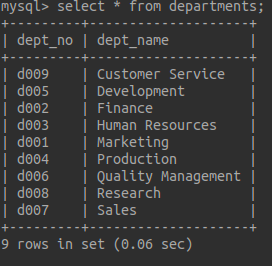 mysql> select * from departments;
+---------+--------------------+
| dept_no | dept_name          |
+---------+--------------------+
| d009    | Customer Service   |
| d005    | Development        |
| d002    | Finance            |
| d003    | Human Resources    |
| d001    | Marketing          |
| d004    | Production         |
| d006    | Quality Management |
| d008    | Research           |
| d007    | Sales              |
+---------+--------------------+
9 rows in set (0.06 sec)